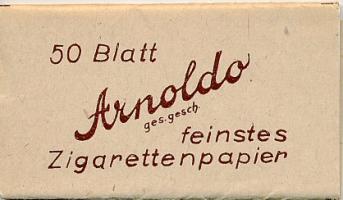 50 Blatt
Arnoldo
ges. gesch.
feinstes
Zigarettenpapier